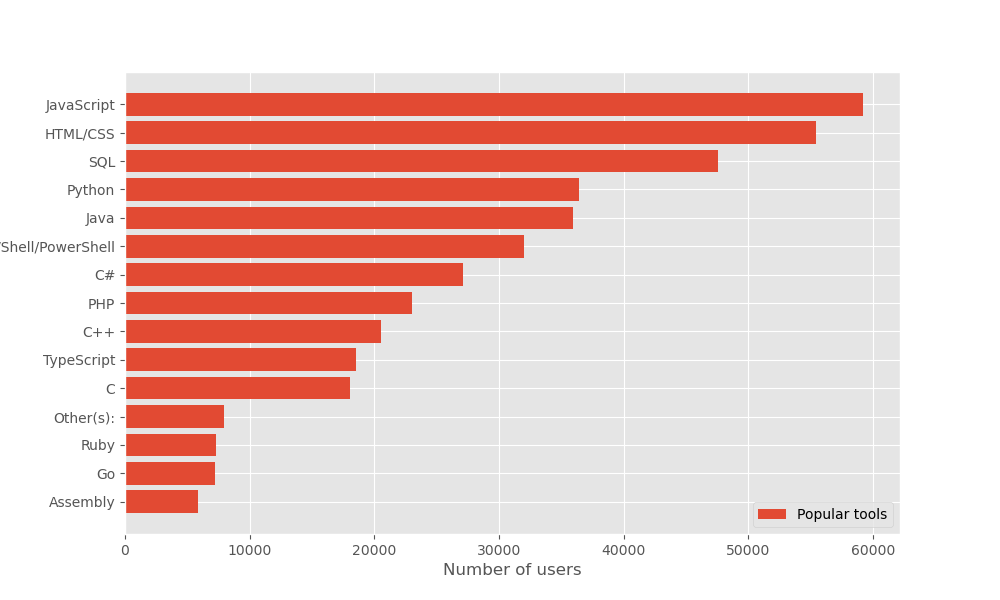 JavaScript
HTML/CSS
SQL
Python
Java
/Shell/PowerShell
C#
PHP
C++
TypeScript
C
Other(s):
Ruby
Go
Assembly
Popular tools
0 10000 20000 30000 40000 50000 60000
Number of users